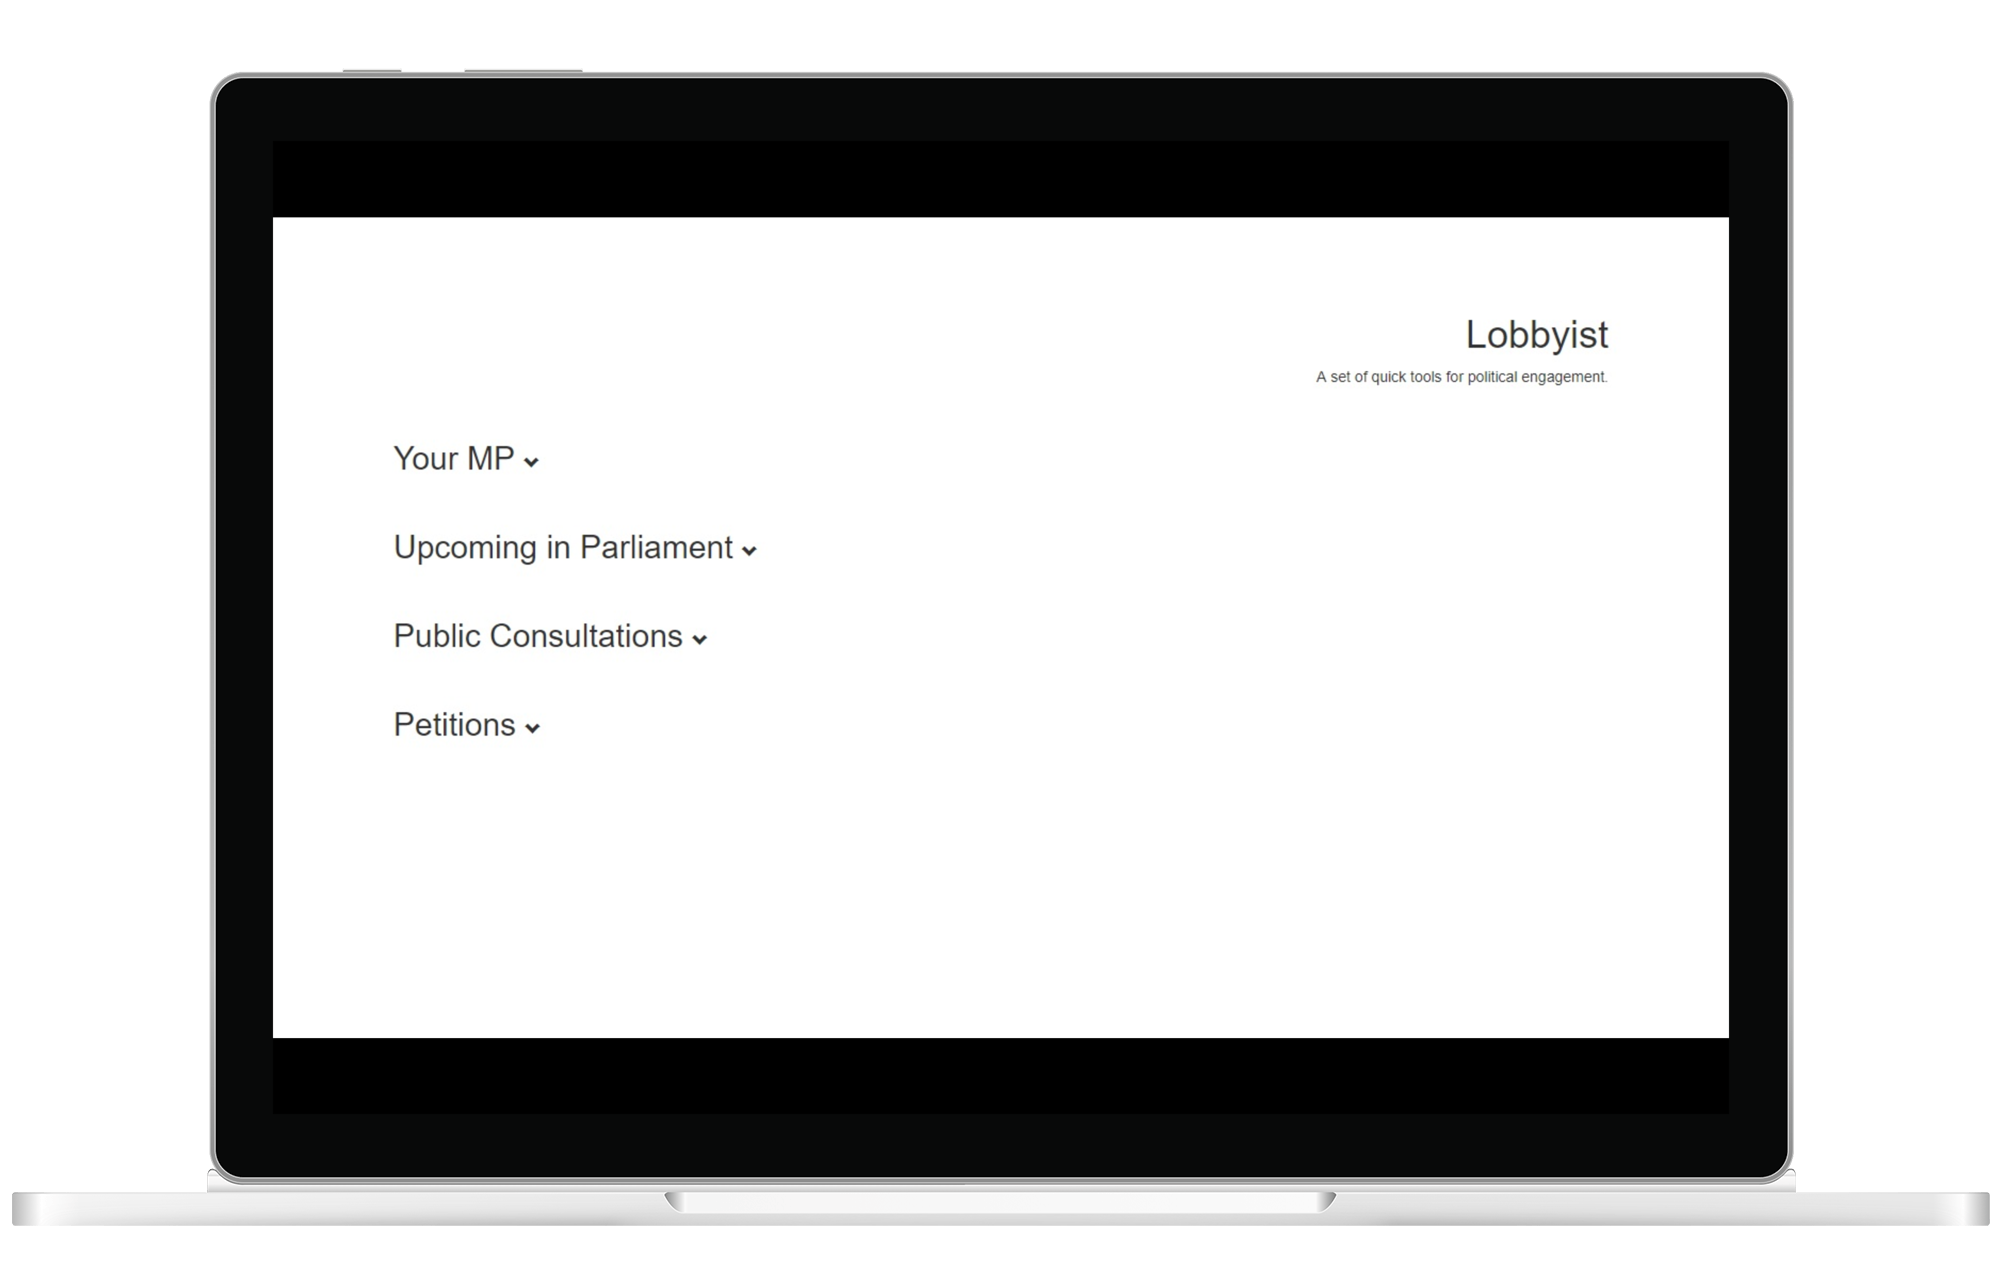 Lobbyist
A set of quick tools for political engagement.
Your MP
Upcoming in Parliament
Public Consultations
Petitions